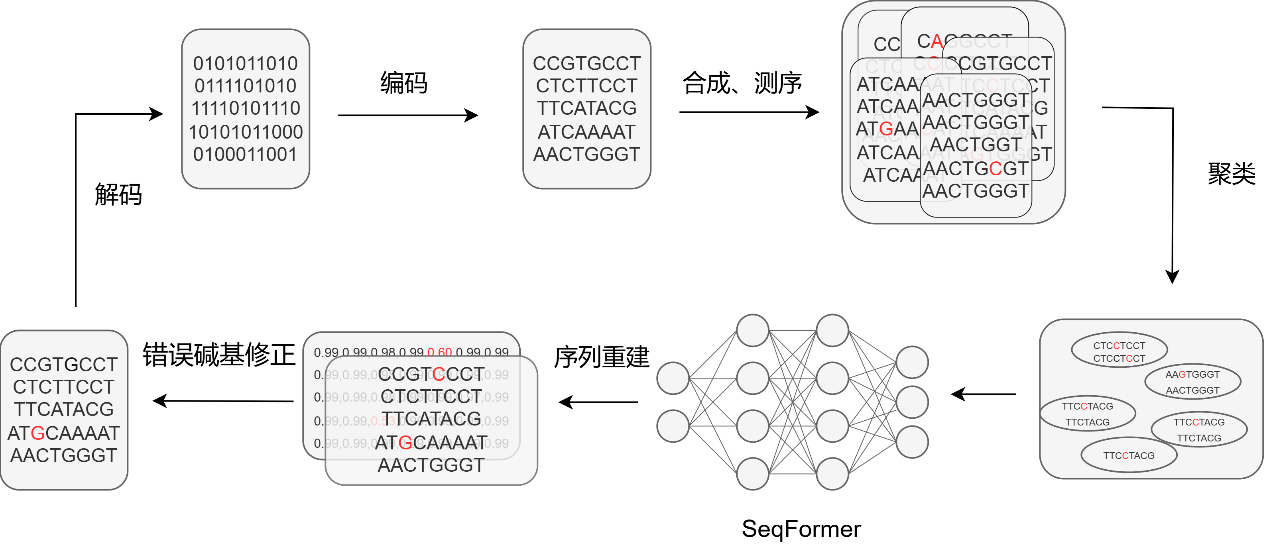 0101011010
0111101010
11110101110
10101011000
0100011001
编码
CCGTGCCT
CTCTTCCT
TTCATACG
ATCAAAAT
AACTGGGT
合成、测序
CC
CAGGCCT
CCGTGCCT
ATCAA
ATCAA
ATGAA
ATCAA
ATCAA
AACTGGGT
AACTGGGT
AACTGGT
AACTGCGT
AACTGGGT
聚类
CTCCTCCT
CTCCTCCT
AAGTGGGT
AACTGGGT
TTCCTACG
TTCTACG
TTCCTACG
TTCTACG
TTCCTACG
SeqFormer
序列重建
0.99,0.99,0.98,0.99,0.60,0.99,0.99
CCGTCCCT
CTCTTCCT
TTCATACG
ATGCAAAAT
AACTGGGT
错误碱基修正
CCGTGCCT
CTCTTCCT
TTCATACG
ATGCAAAAT
AACTGGGT
解码